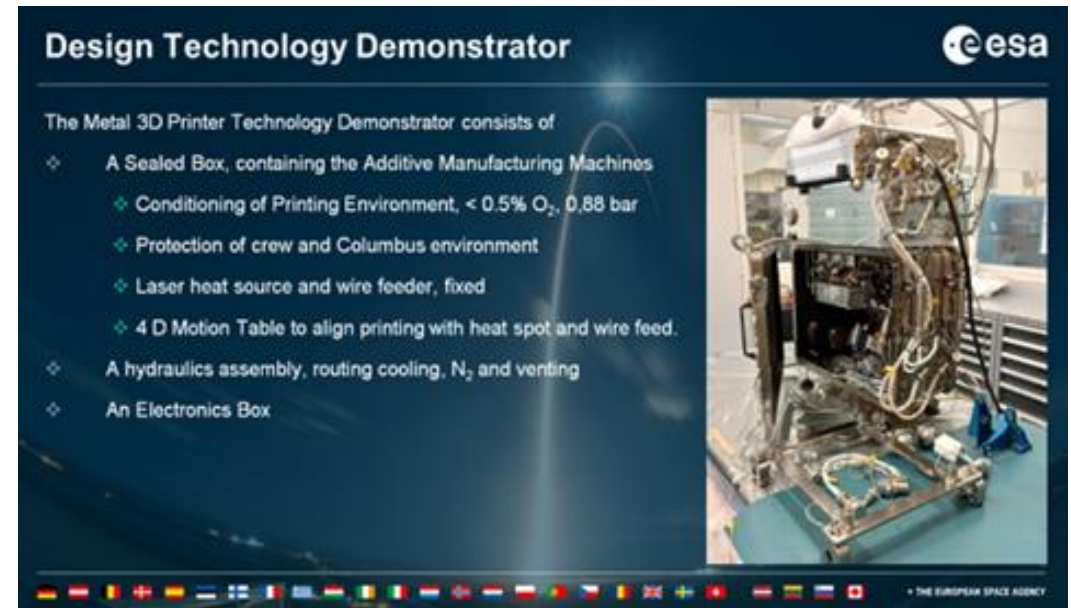 Design Technology Demonstrator
esa
The Metal 3D Printer Technology Demonstrator consists of
❖ A Sealed Box, containing the Additive Manufacturing Machines
❖ Conditioning of Printing Environment, < 0.5% O₂, 0,88 bar
❖ Protection of crew and Columbus environment
❖ Laser heat source and wire feeder, fixed
❖ 4 D Motion Table to align printing with heat spot and wire feed.
❖ A hydraulics assembly, routing cooling, N₂ and venting
❖ An Electronics Box
• THE EUROPEAN SPACE AGENCY